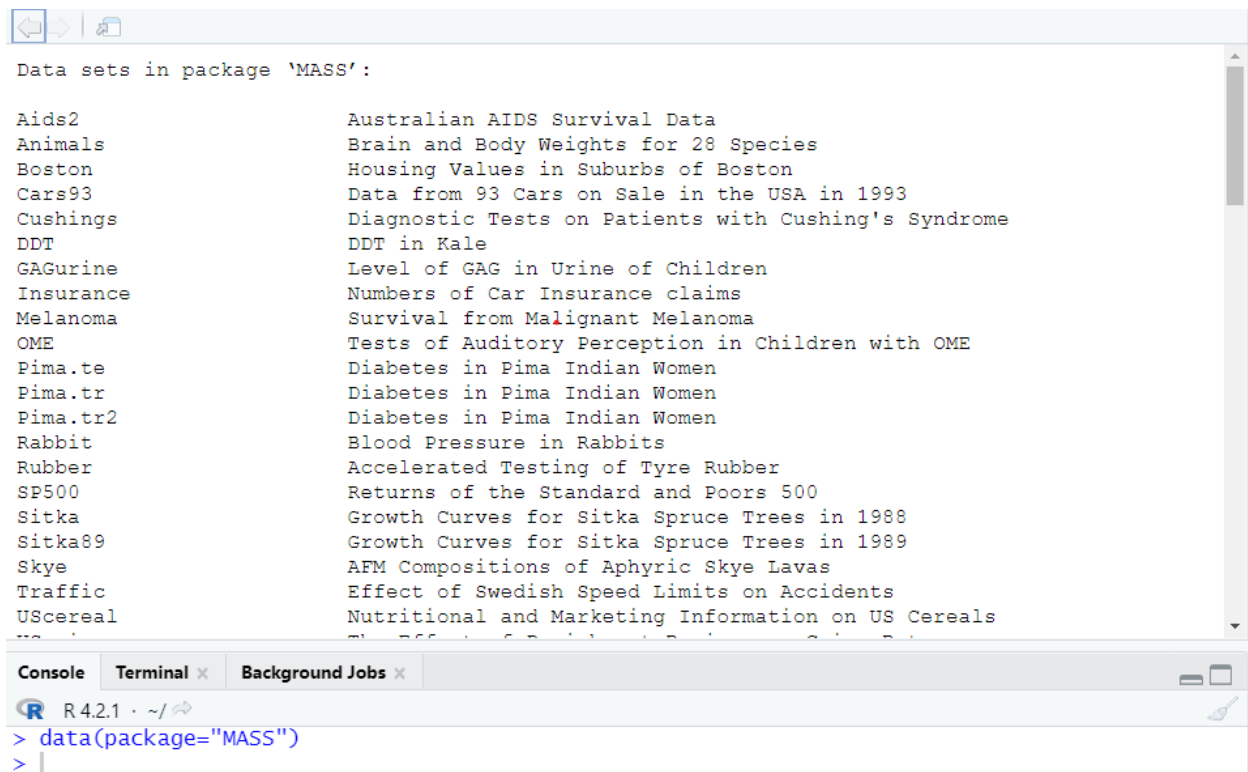 Data sets in package ‘MASS’:
Aids2 Australian AIDS Survival Data
Animals Brain and Body Weights for 28 Species
Boston Housing Values in Suburbs of Boston
Cars93 Data from 93 Cars on Sale in the USA in 1993
Cushings Diagnostic Tests on Patients with Cushing's Syndrome
DDT DDT in Kale
GAGurine Level of GAG in Urine of Children
Insurance Numbers of Car Insurance claims
Melanoma Survival from Malignant Melanoma
OME Tests of Auditory Perception in Children with OME
Pima.te Diabetes in Pima Indian Women
Pima.tr Diabetes in Pima Indian Women
Pima.tr2 Diabetes in Pima Indian Women
Rabbit Blood Pressure in Rabbits
Rubber Accelerated Testing of Tyre Rubber
SP500 Returns of the Standard and Poors 500
Sitka Growth Curves for Sitka Spruce Trees in 1988
Sitka89 Growth Curves for Sitka Spruce Trees in 1989
Skye AFM Compositions of Aphyric Skye Lavas
Traffic Effect of Swedish Speed Limits on Accidents
UScereal Nutritional and Marketing Information on US Cereals
Console Terminal Background Jobs
R R 4.2.1 · ~/
> data(package="MASS")
>